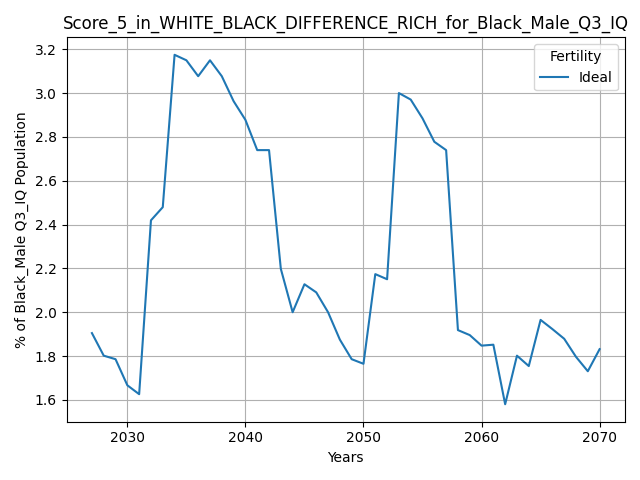 Score_5_in_WHITE_BLACK_DIFFERENCE_RICH_for_Black_Male_Q3_IQ
Fertility
Ideal
% of Black_Male Q3_IQ Population
3.2
3.0
2.8
2.6
2.4
2.2
2.0
1.8
1.6
2030 2040 2050 2060 2070
Years